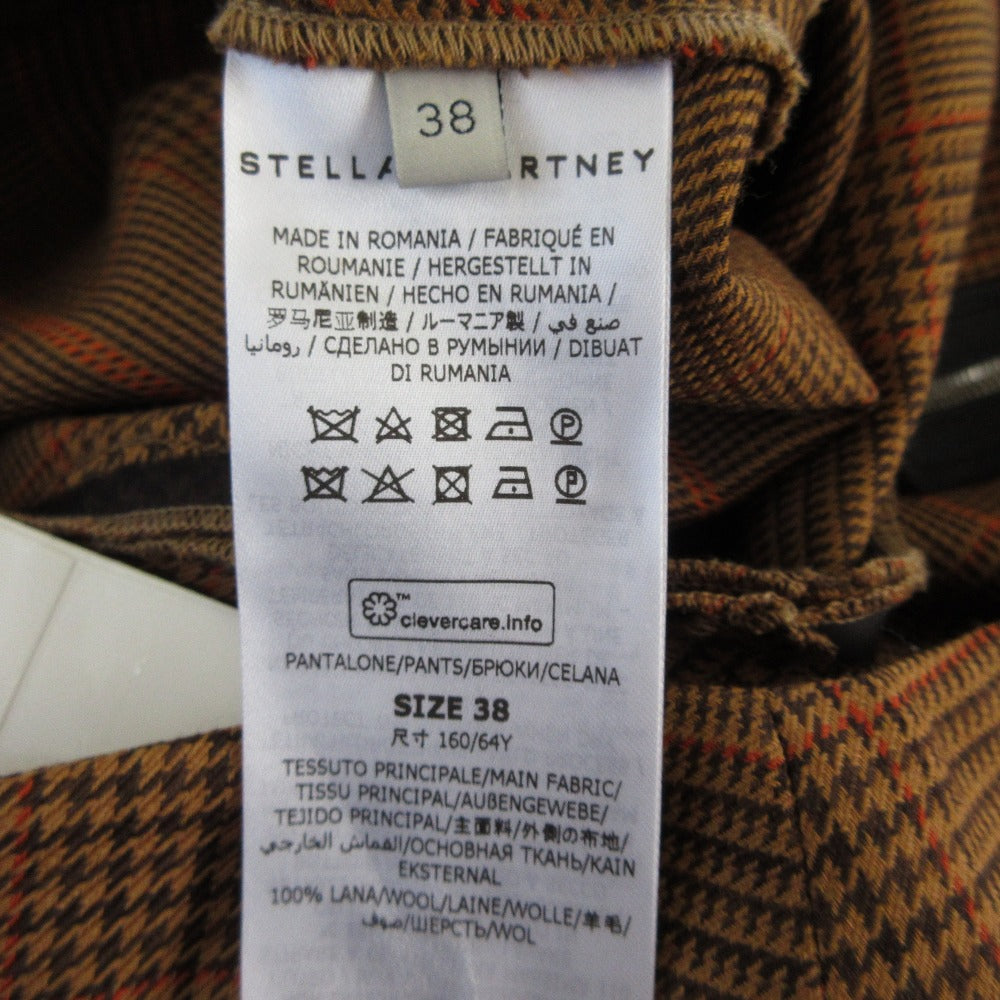 38
STELLA McCARTNEY
MADE IN ROMANIA / FABRIQUÉ EN
ROUMANIE / HERGESTELLT IN
RUMÄNIEN / HECHO EN RUMANIA /
罗马尼亚制造 / ルーマニア製 / صنع في
رومانيا / СДЕЛАНО В РУМЫНИИ / DIBUAT
DI RUMANIA
P
P
™
clevercare.info
PANTALONE/PANTS/БРЮКИ/CELANA
SIZE 38
尺寸 160/64Y
TESSUTO PRINCIPALE/MAIN FABRIC/
TISSU PRINCIPAL/AUßENGEWEBE/
TEJIDO PRINCIPAL/主面料/外側の布地/
القماش الخارجي/ОСНОВНАЯ ТКАНЬ/KAIN
EKSTERNAL
100% LANA/WOOL/LAINE/WOLLE/羊毛/
صوف/ШЕРСТЬ/WOL